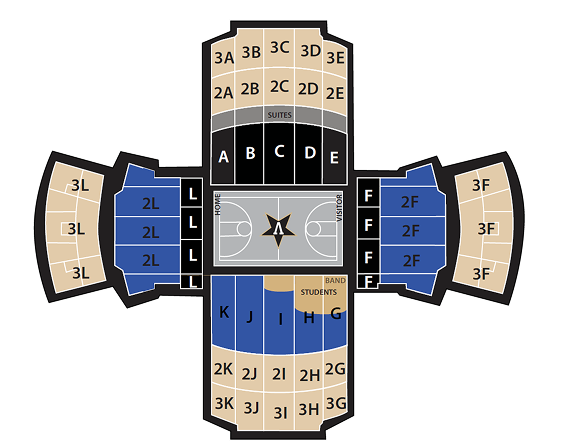 3A 3B 3C 3D 3E
2A 2B 2C 2D 2E
SUITES
A B C D E
3L 2L L F 2F 3F
3L 2L L F 2F 3F
3L 2L L F 2F 3F
L F
HOME V VISITOR
BAND
STUDENTS
K J I H G
2K 2J 2I 2H 2G
3K 3J 3I 3H 3G